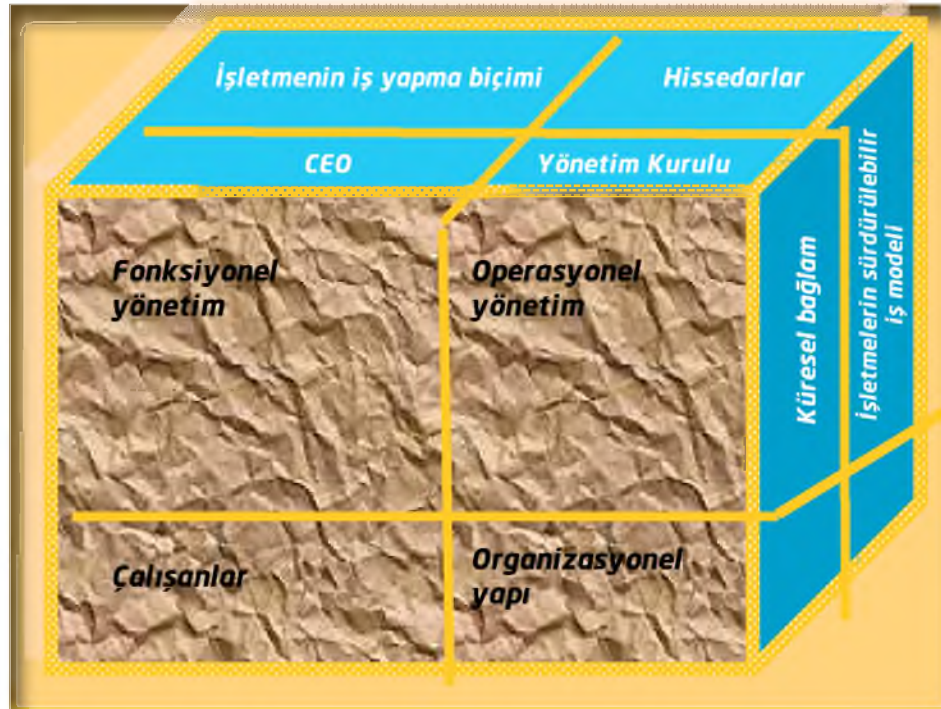 İşletmenin iş yapma biçimi
Hissedarlar
CEO
Yönetim Kurulu
Fonksiyonel
yönetim
Operasyonel
yönetim
Küresel bağlam
İşletmelerin sürdürülebilir
iş modeli
Çalışanlar
Organizasyonel
yapı